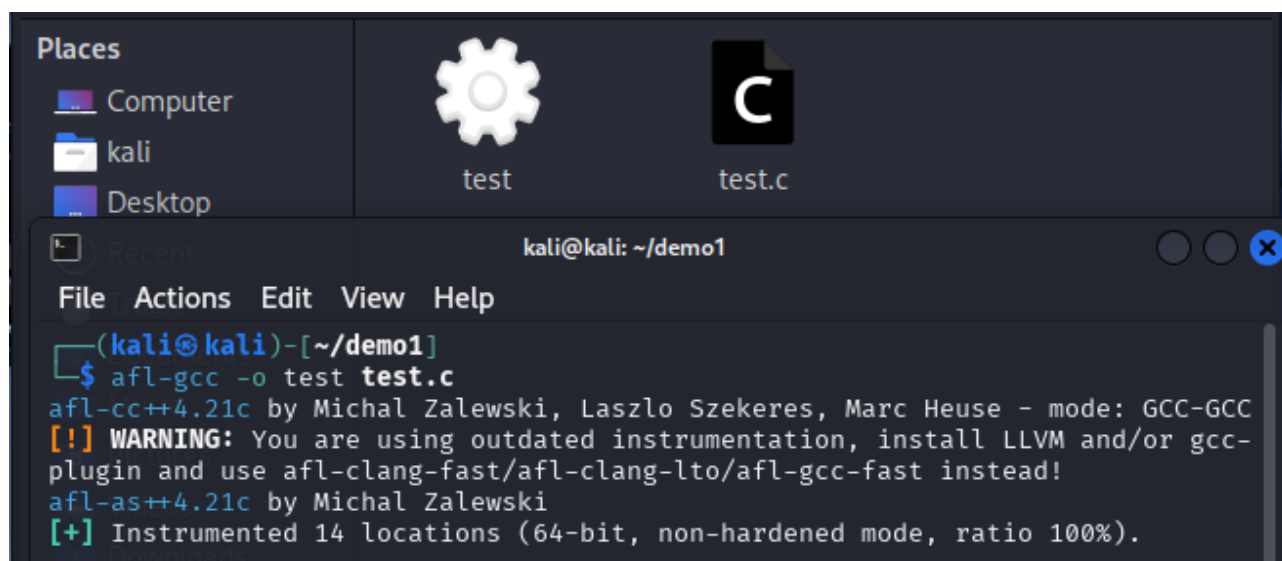 Places
Computer
kali
Desktop
test
test.c
C
kali@kali: ~/demo1
Recent
File Actions Edit View Help
┌──(kali㉿kali)-[~/demo1]
└─$ afl-gcc -o test test.c
afl-cc++4.21c by Michal Zalewski, Laszlo Szekeres, Marc Heuse - mode: GCC-GCC
[!] WARNING: You are using outdated instrumentation, install LLVM and/or gcc-
plugin and use afl-clang-fast/afl-clang-lto/afl-gcc-fast instead!
afl-as++4.21c by Michal Zalewski
[+] Instrumented 14 locations (64-bit, non-hardened mode, ratio 100%).
Downloads